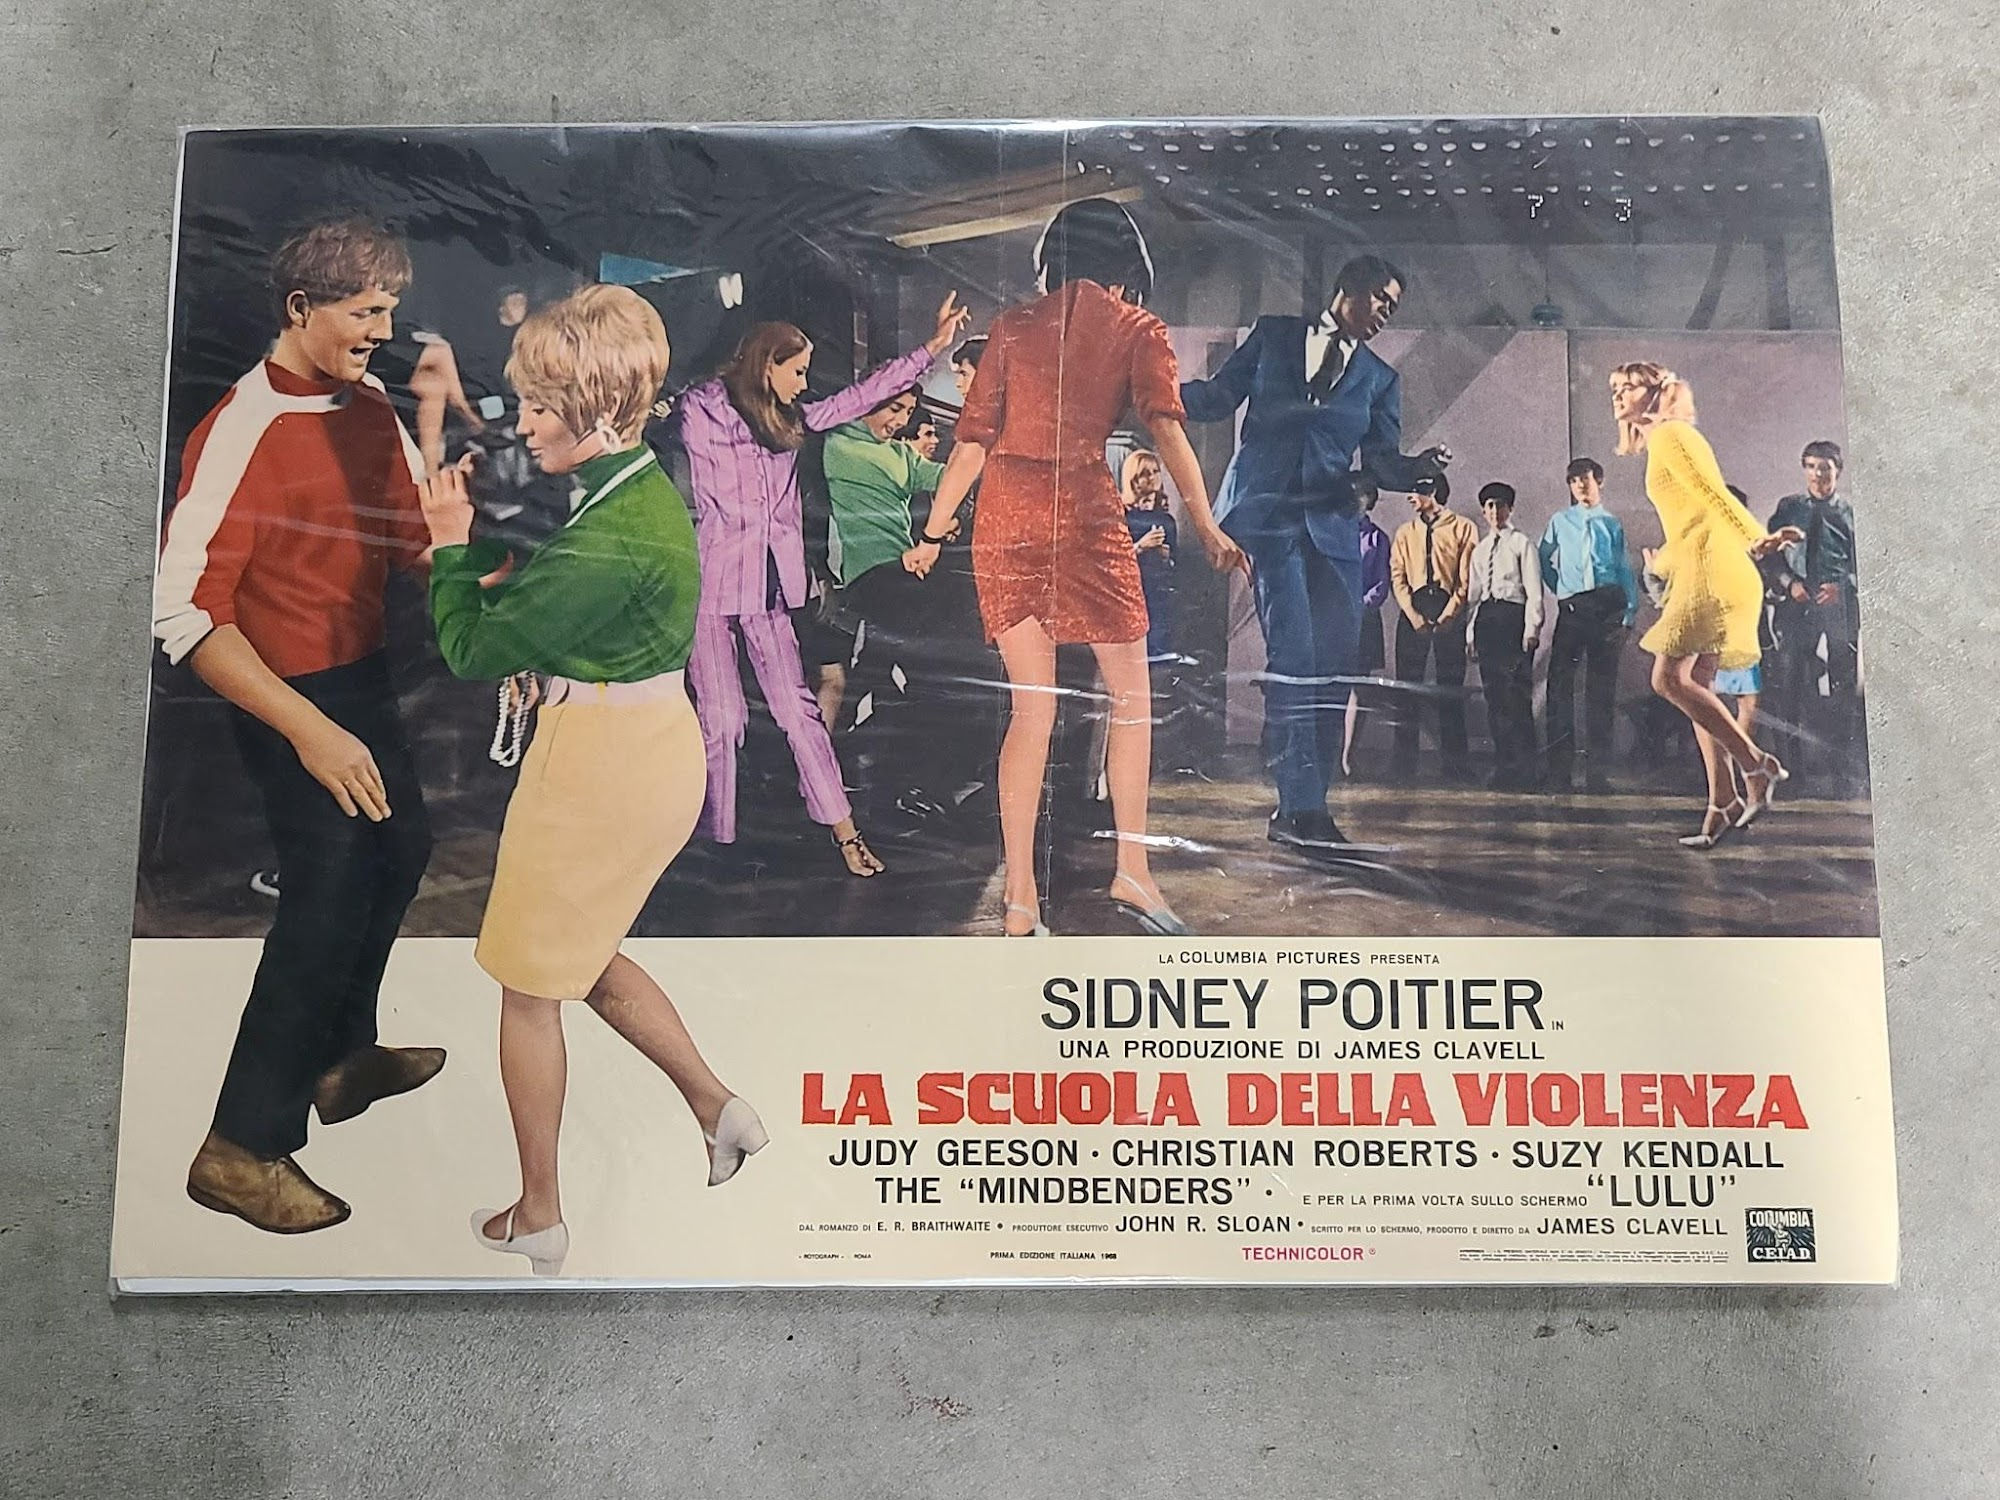 LA COLUMBIA PICTURES PRESENTA
SIDNEY POITIER IN
UNA PRODUZIONE DI JAMES CLAVELL
LA SCUOLA DELLA VIOLENZA
JUDY GEESON • CHRISTIAN ROBERTS • SUZY KENDALL
THE "MINDBENDERS" • E PER LA PRIMA VOLTA SULLO SCHERMO "LULU"
DAL ROMANZO DI E. R. BRAITHWAITE • PRODUTTORE ESECUTIVO JOHN R. SLOAN • SCRITTO PER LO SCHERMO, PRODOTTO E DIRETTO DA JAMES CLAVELL
COLUMBIA
CEIAD
- ROTOGRAPH - ROMA PRIMA EDIZIONE ITALIANA 1968 TECHNICOLOR ®